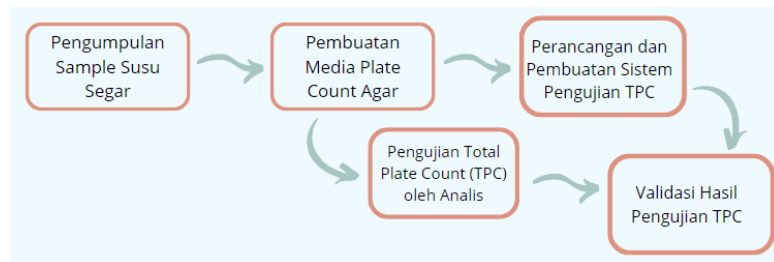 Pengumpulan
Sample Susu
Segar
Pembuatan
Media Plate
Count Agar
Perancangan dan
Pembuatan Sistem
Pengujian TPC
Pengujian Total
Plate Count (TPC)
oleh Analis
Validasi Hasil
Pengujian TPC